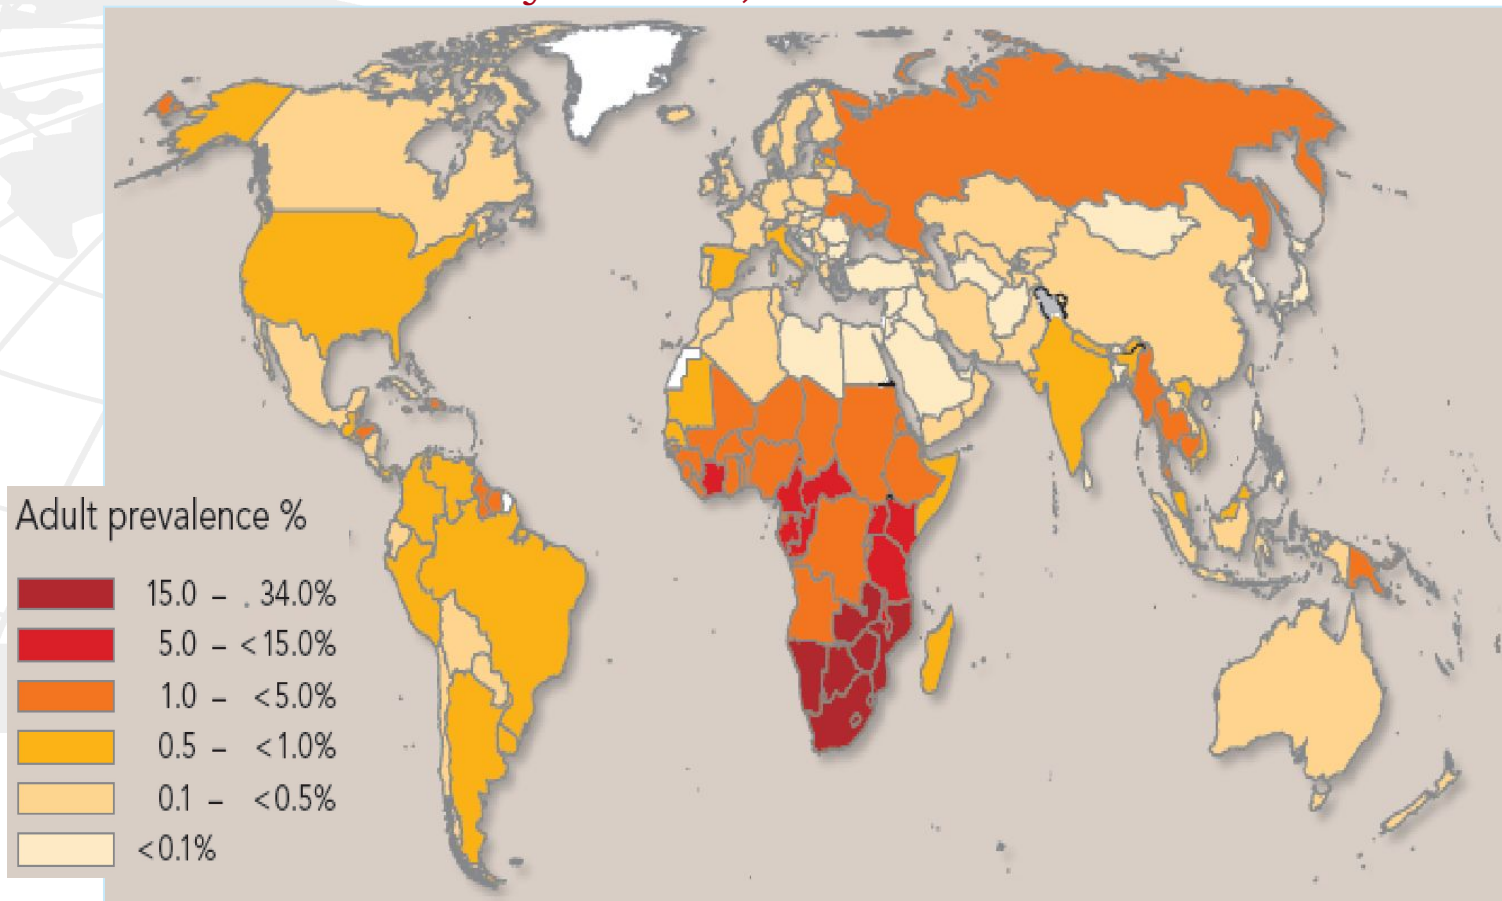 Adult prevalence %
15.0 – . 34.0%
5.0 – <15.0%
1.0 – <5.0%
0.5 – <1.0%
0.1 – <0.5%
<0.1%